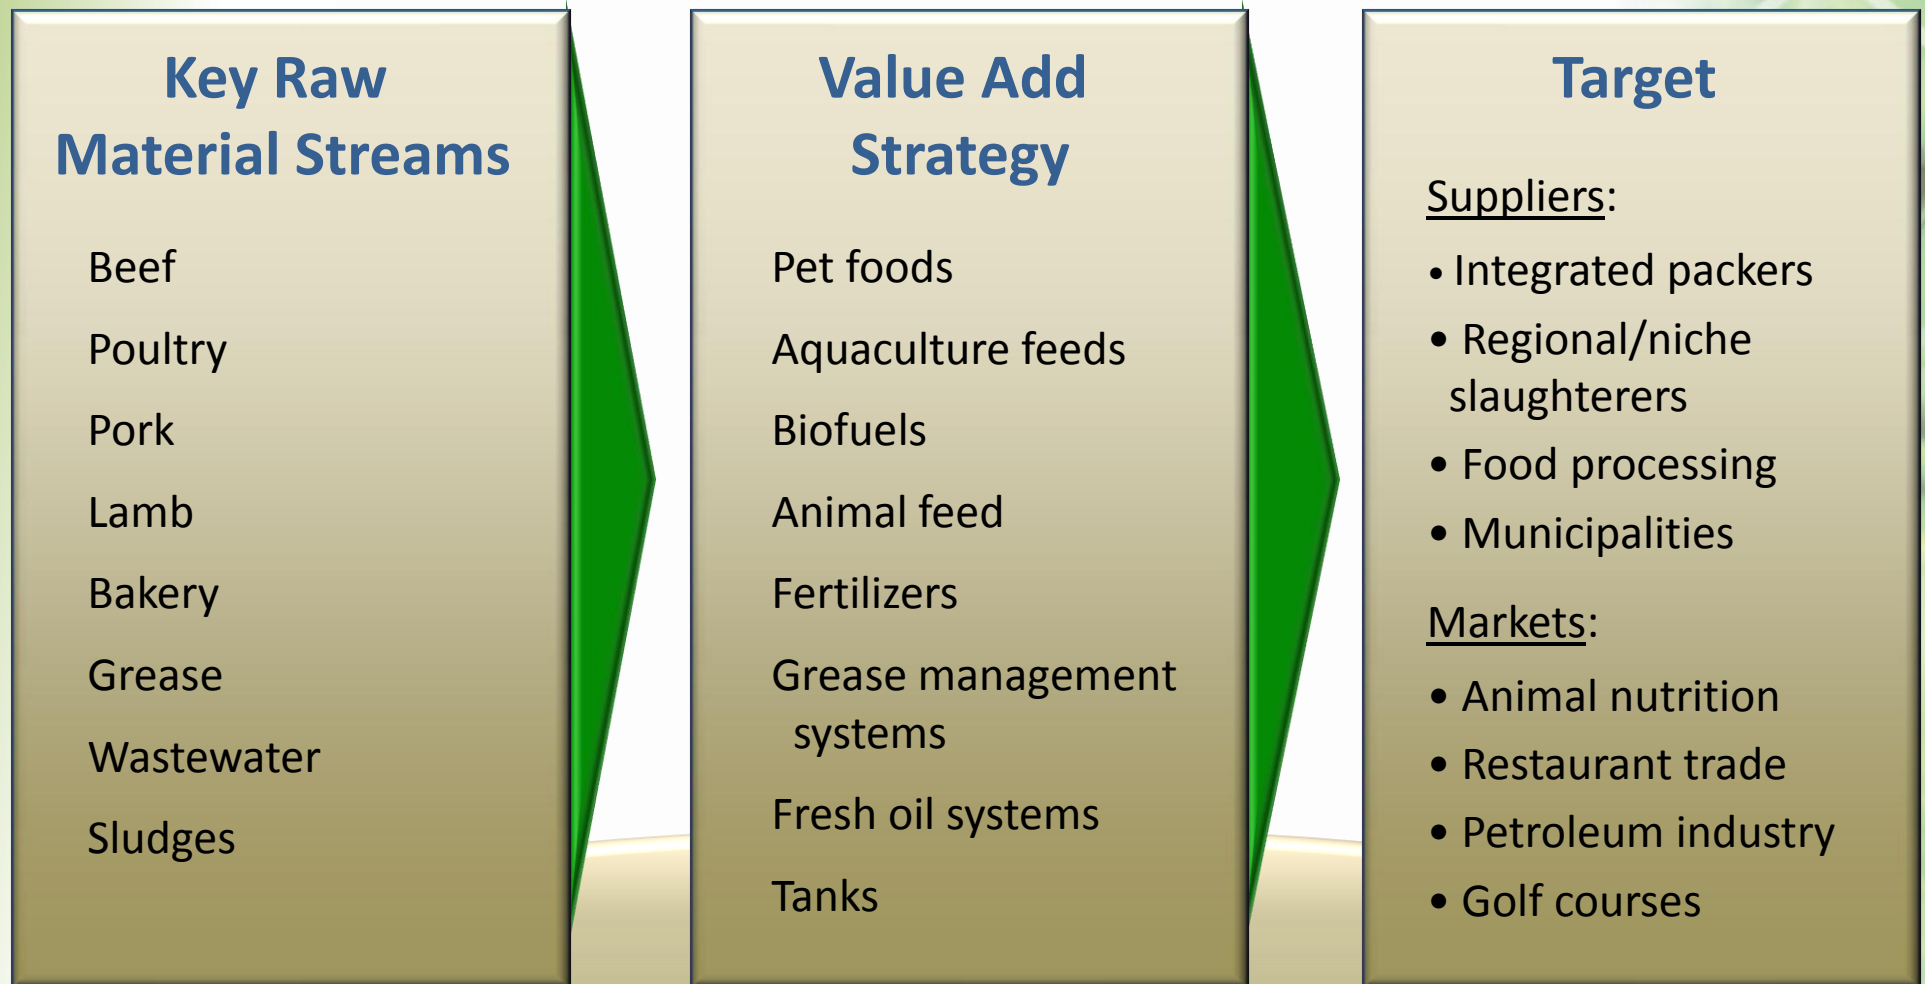 Key Raw
Material Streams
Beef
Poultry
Pork
Lamb
Bakery
Grease
Wastewater
Sludges
Value Add
Strategy
Pet foods
Aquaculture feeds
Biofuels
Animal feed
Fertilizers
Grease management
systems
Fresh oil systems
Tanks
Target
Suppliers:
• Integrated packers
• Regional/niche
slaughterers
• Food processing
• Municipalities
Markets:
• Animal nutrition
• Restaurant trade
• Petroleum industry
• Golf courses